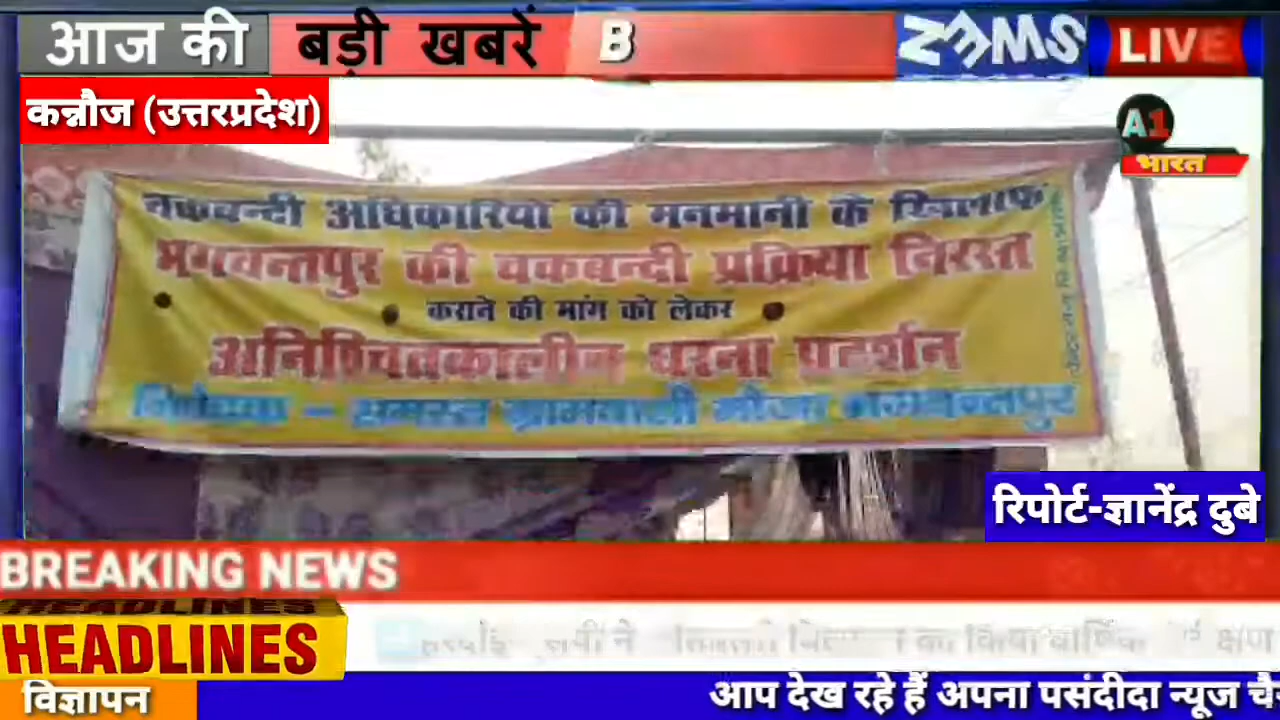 आज की बड़ी खबरें B
NEWS
LIVE
कन्नौज (उत्तरप्रदेश)
A1
भारत
चकबन्दी अधिकारियों की मनमानी के खिलाफ
भगवन्तपुर की चकबन्दी प्रक्रिया निरस्त
कराने की मांग को लेकर
अनिश्चितकालीन धरना प्रदर्शन
निवेदक - समस्त ग्रामवासी मौजा भगवन्तपुर
रिपोर्ट-ज्ञानेंद्र दुबे
BREAKING NEWS
HEADLINES
विज्ञापन
आप देख रहे हैं अपना पसंदीदा न्यूज चै